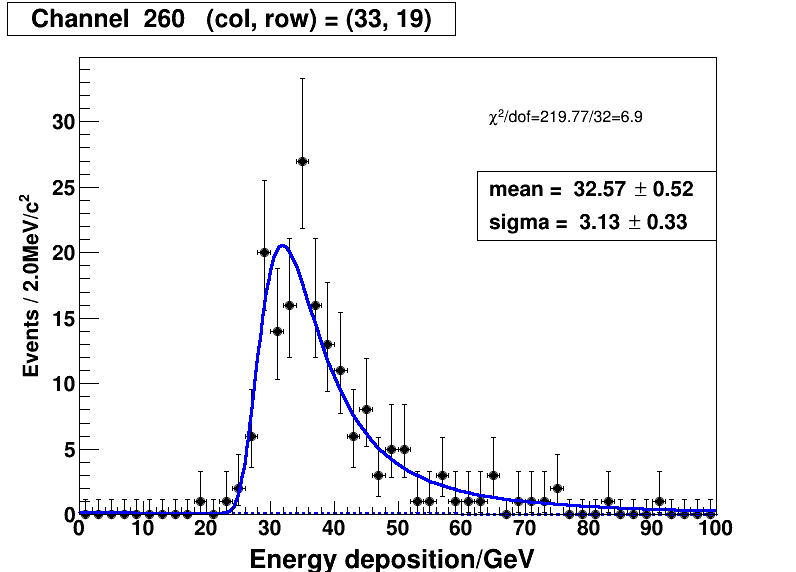 Channel 260 (col, row) = (33, 19)
χ²/dof=219.77/32=6.9
mean = 32.57 ± 0.52
sigma = 3.13 ± 0.33
Events / 2.0MeV/c²
30
25
20
15
10
5
0
0 10 20 30 40 50 60 70 80 90 100
Energy deposition/GeV